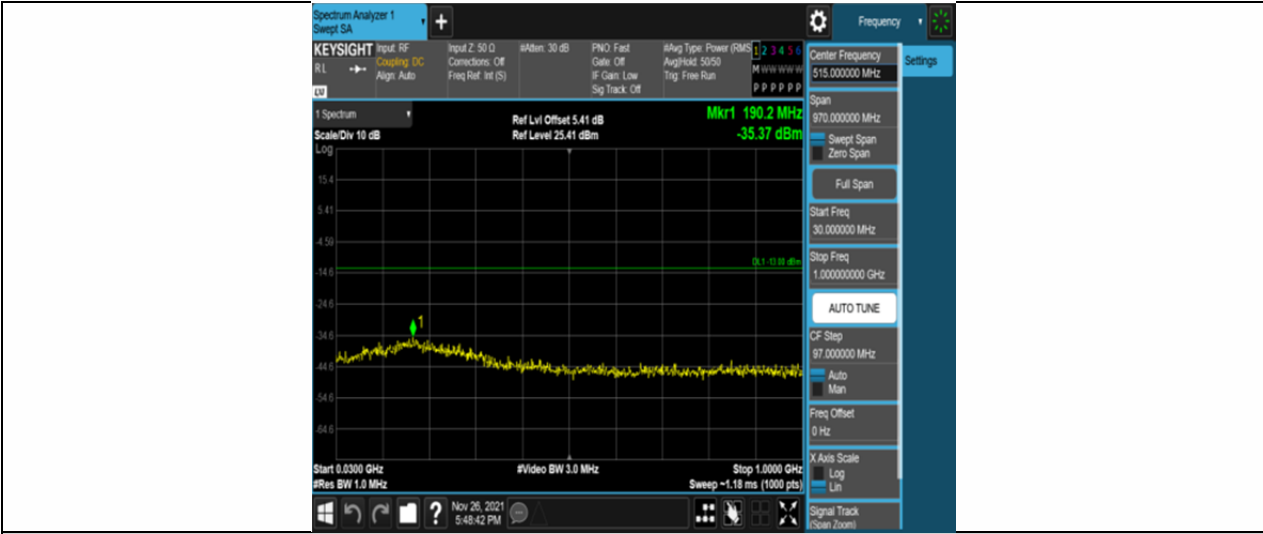 Spectrum Analyzer 1
Swept SA
+
Frequency
KEYSIGHT
RL
LV
Input: RF
Coupling: DC
Align: Auto
Input Z: 50 Ω
Corrections: Off
Freq Ref: Int (S)
#Atten: 30 dB
PNO: Fast
Gate: Off
IF Gain: Low
Sig Track: Off
#Avg Type: Power (RMS
Avg|Hold: 50/50
Trig: Free Run
1 2 3 4 5 6
M W W W W W
P P P P P P
1 Spectrum
Scale/Div 10 dB
Log
Ref Lvl Offset 5.41 dB
Ref Level 25.41 dBm
Mkr1 190.2 MHz
-35.37 dBm
15.4
5.41
-4.59
DL1 -13.00 dBm
-14.6
-24.6
1
-34.6
-44.6
-54.6
-64.6
Start 0.0300 GHz
#Res BW 1.0 MHz
#Video BW 3.0 MHz
Stop 1.0000 GHz
Sweep ~1.18 ms (1000 pts)
Nov 26, 2021
5:48:42 PM
Center Frequency
515.000000 MHz
Settings
Span
970.000000 MHz
Swept Span
Zero Span
Full Span
Start Freq
30.000000 MHz
Stop Freq
1.000000000 GHz
AUTO TUNE
CF Step
97.000000 MHz
Auto
Man
Freq Offset
0 Hz
X Axis Scale
Log
Lin
Signal Track
(Span Zoom)